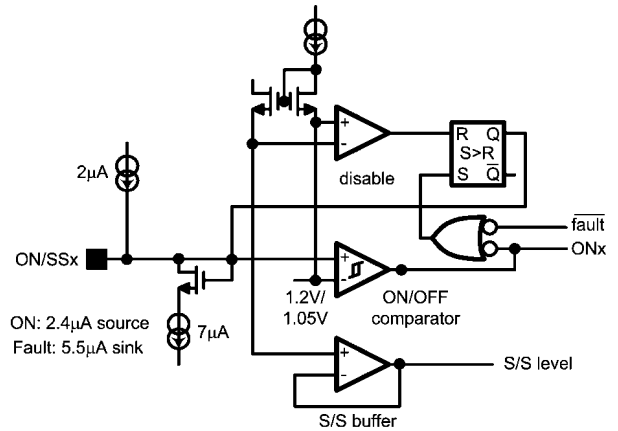 R Q
S>R
S Q̅
+
-
disable
2µA
fault
ONx
ON/SSx
+
-
1.2V/
1.05V
ON/OFF
comparator
ON: 2.4µA source
Fault: 5.5µA sink
7µA
+
-
S/S level
S/S buffer